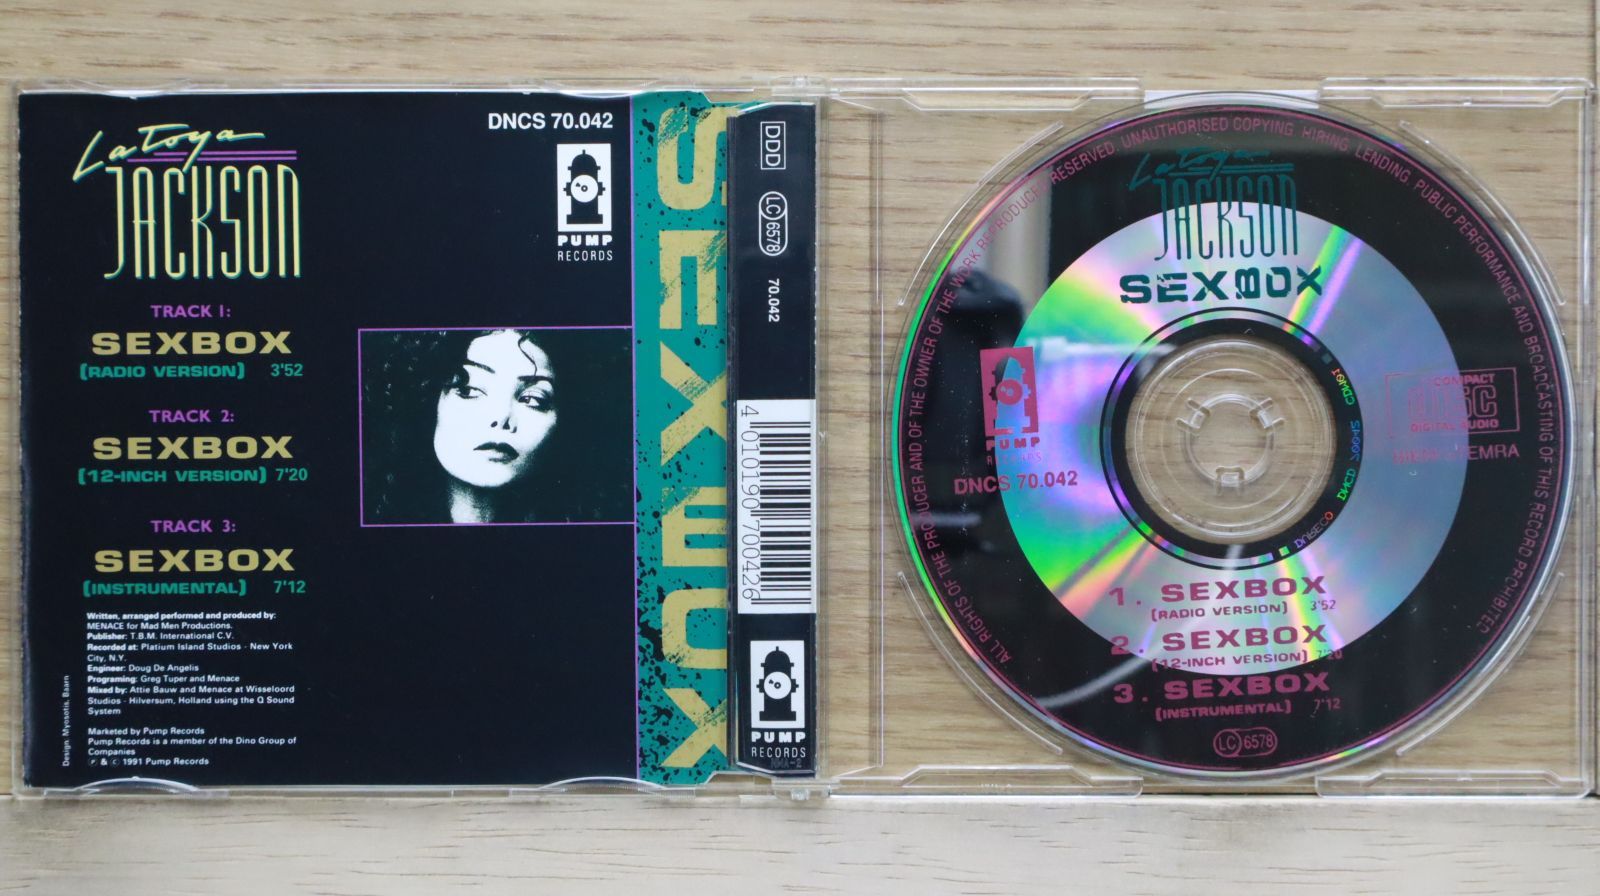 LaToya
JACKSON
TRACK 1:
SEXBOX
(RADIO VERSION) 3'52
TRACK 2:
SEXBOX
(12-INCH VERSION) 7'20
TRACK 3:
SEXBOX
(INSTRUMENTAL) 7'12
Written, arranged performed and produced by:
MENACE for Mad Men Productions.
Publisher: T.B.M. International C.V.
Recorded at: Platium Island Studios - New York
City, N.Y.
Engineer: Doug De Angelis
Programing: Greg Tuper and Menace
Mixed by: Attie Bauw and Menace at Wisseloord
Studios - Hilversum, Holland using the Q Sound
System
Marketed by Pump Records
Pump Records is a member of the Dino Group of
Companies
P & C 1991 Pump Records
Design: Myosotis, Baarn
DNCS 70.042
PUMP
RECORDS
SEXBOX
DDD
LC 6578
70.042
4 010190 700426
PUMP
RECORDS
NMA-2
ALL RIGHTS OF THE PRODUCER AND OF THE OWNER OF THE WORK REPRODUCED RESERVED. UNAUTHORISED COPYING, HIRING, LENDING, PUBLIC PERFORMANCE AND BROADCASTING OF THIS RECORD PROHIBITED
LaToya
JACKSON
SEXBOX
PUMP
RECORDS
DNCS 70.042
COMPACT
disc
DIGITAL AUDIO
BIEM/STEMRA
1. SEXBOX
(RADIO VERSION) 3'52
2. SEXBOX
(12-INCH VERSION) 7'20
3. SEXBOX
(INSTRUMENTAL) 7'12
LC 6578